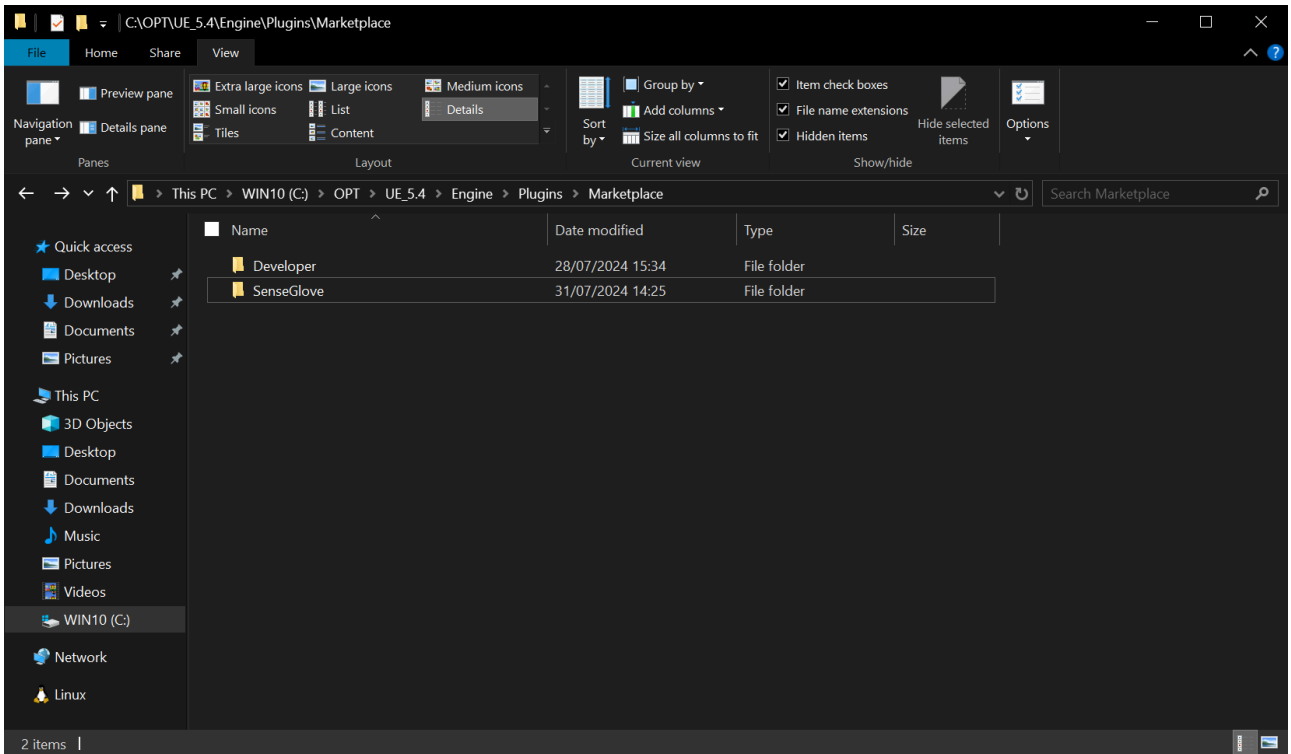 C:\OPT\UE_5.4\Engine\Plugins\Marketplace
File Home Share View
Navigation pane
Preview pane
Details pane
Panes
Extra large icons Large icons Medium icons
Small icons List Details
Tiles Content
Layout
Sort by
Group by
Add columns
Size all columns to fit
Current view
Item check boxes
File name extensions
Hidden items
Hide selected items
Show/hide
Options
This PC > WIN10 (C:) > OPT > UE_5.4 > Engine > Plugins > Marketplace
Search Marketplace
Name Date modified Type Size
Developer 28/07/2024 15:34 File folder
SenseGlove 31/07/2024 14:25 File folder
Quick access
Desktop
Downloads
Documents
Pictures
This PC
3D Objects
Desktop
Documents
Downloads
Music
Pictures
Videos
WIN10 (C:)
Network
Linux
2 items